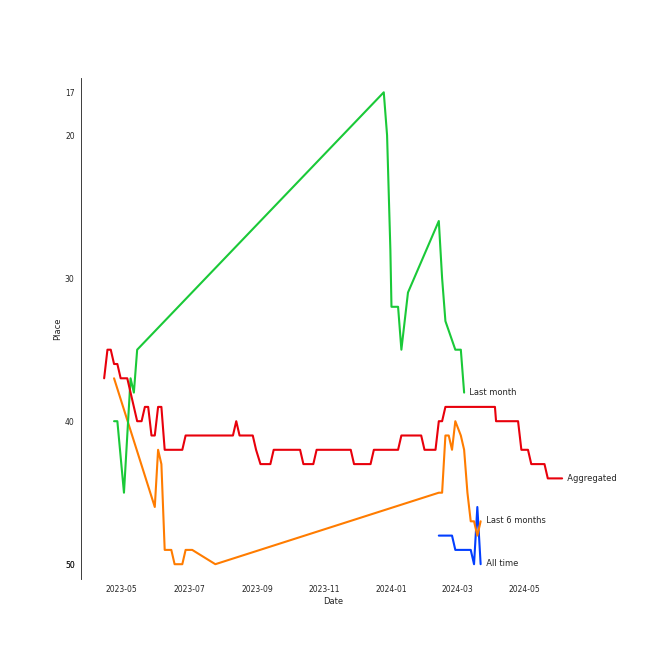 17
20
30
Place
Last month
40
Aggregated
Last 6 months
All time
50
2023-05 2023-07 2023-09 2023-11 2024-01 2024-03 2024-05
Date